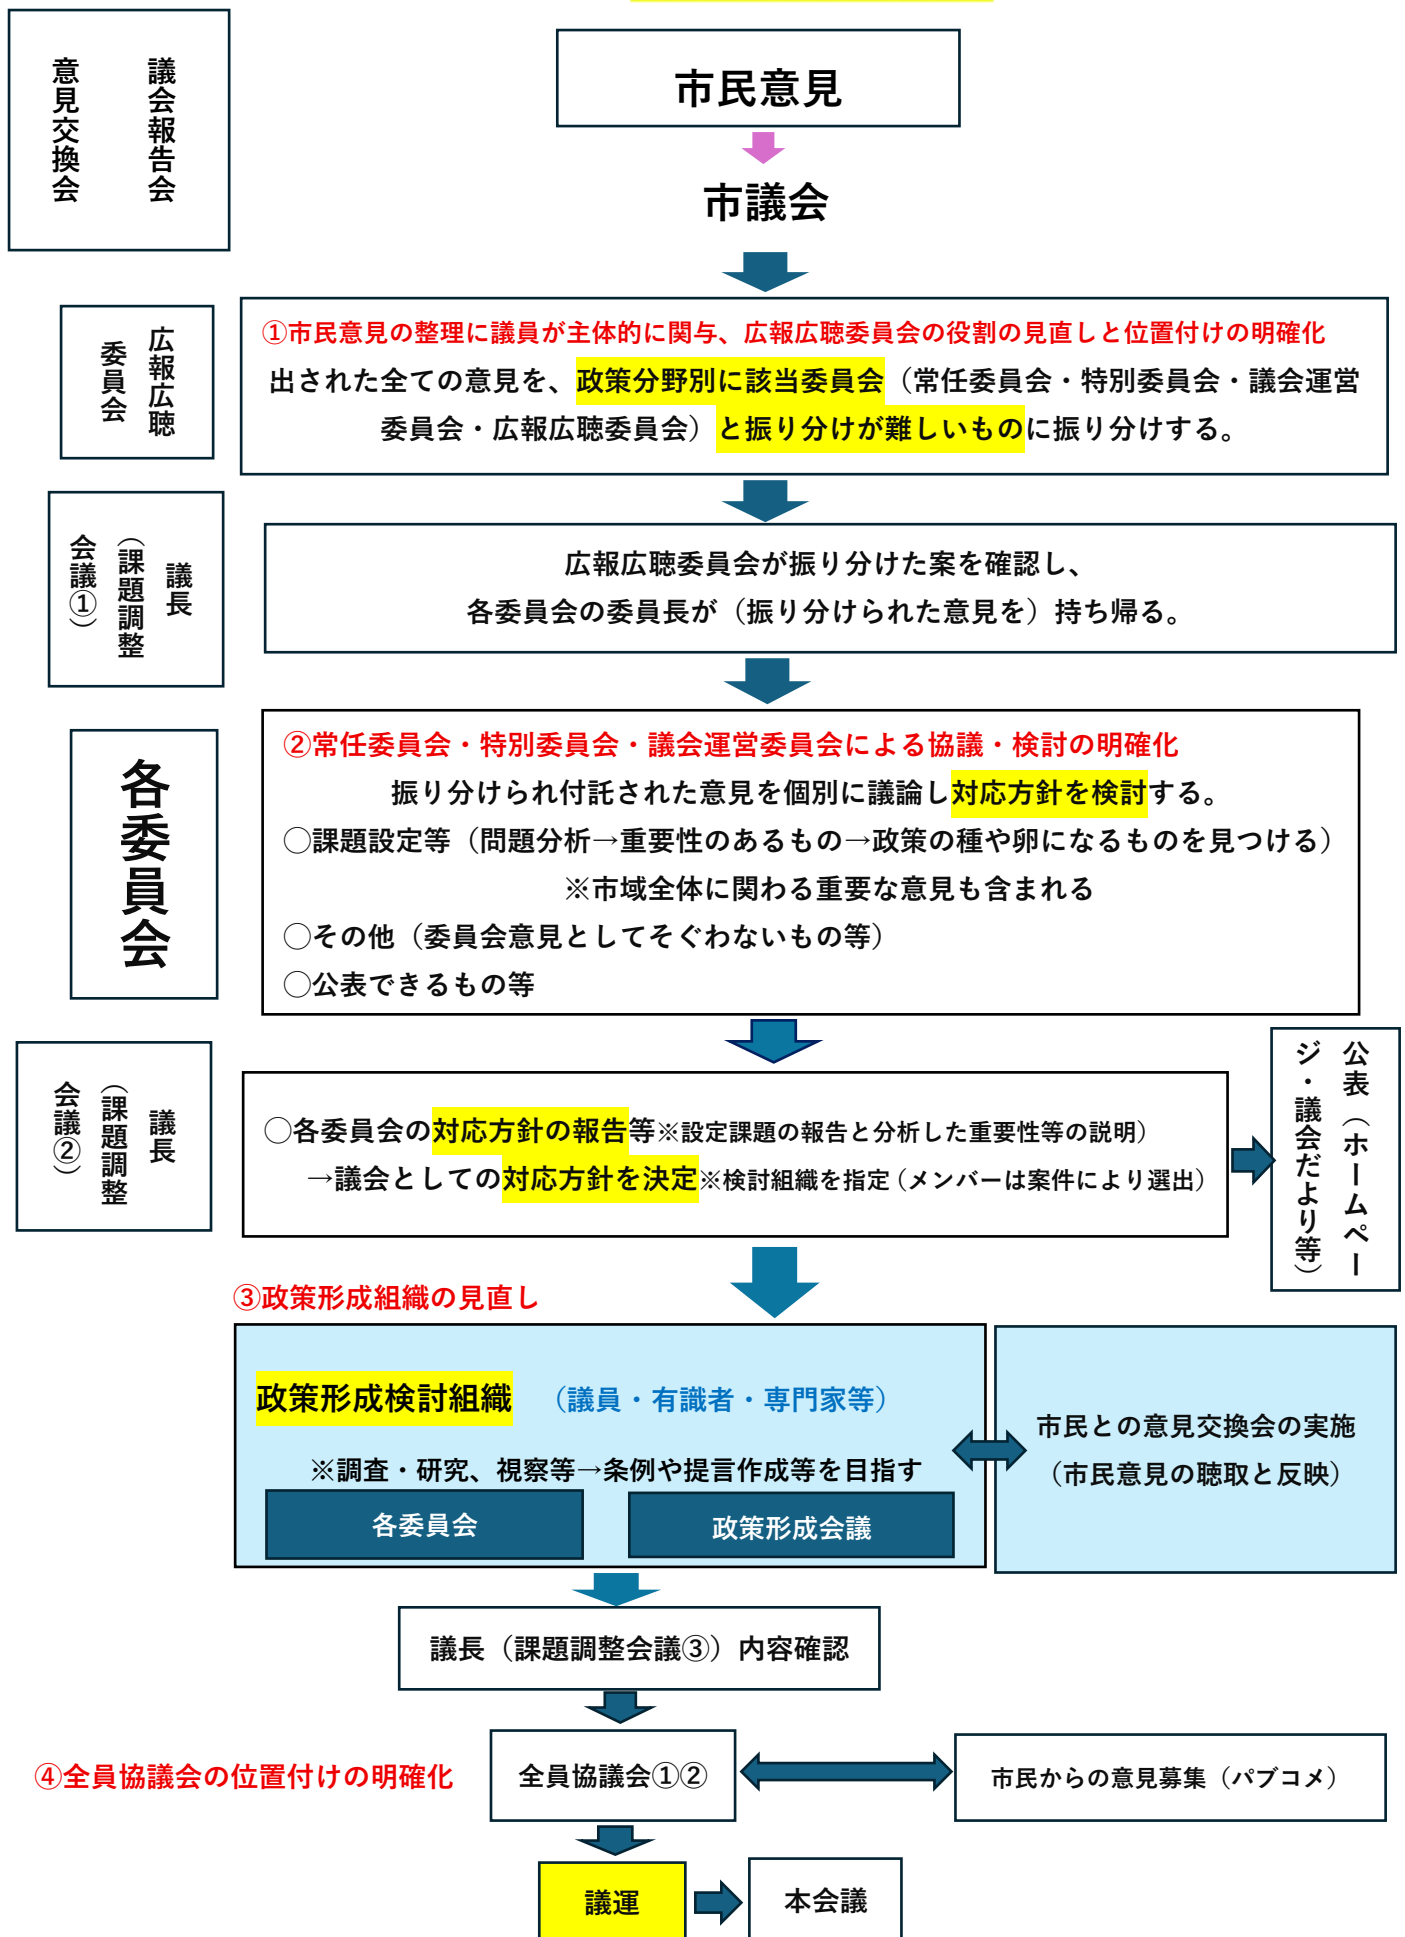 議会報告会
意見交換会
市民意見
市議会
広報広聴
委員会
①市民意見の整理に議員が主体的に関与、広報広聴委員会の役割の見直しと位置付けの明確化
出された全ての意見を、政策分野別に該当委員会（常任委員会・特別委員会・議会運営
委員会・広報広聴委員会）と振り分けが難しいものに振り分けする。
議長
（課題調整
会議①）
広報広聴委員会が振り分けた案を確認し、
各委員会の委員長が（振り分けられた意見を）持ち帰る。
各委員会
②常任委員会・特別委員会・議会運営委員会による協議・検討の明確化
振り分けられ付託された意見を個別に議論し対応方針を検討する。
○課題設定等（問題分析→重要性のあるもの→政策の種や卵になるものを見つける）
※市域全体に関わる重要な意見も含まれる
○その他（委員会意見としてそぐわないもの等）
○公表できるもの等
議長
（課題調整
会議②）
○各委員会の対応方針の報告等※設定課題の報告と分析した重要性等の説明）
→議会としての対応方針を決定※検討組織を指定（メンバーは案件により選出）
公表（ホームペー
ジ・議会だより等）
③政策形成組織の見直し
政策形成検討組織　（議員・有識者・専門家等）
※調査・研究、視察等→条例や提言作成等を目指す
各委員会
政策形成会議
市民との意見交換会の実施
（市民意見の聴取と反映）
議長（課題調整会議③）内容確認
④全員協議会の位置付けの明確化
全員協議会①②
市民からの意見募集（パブコメ）
議運
本会議